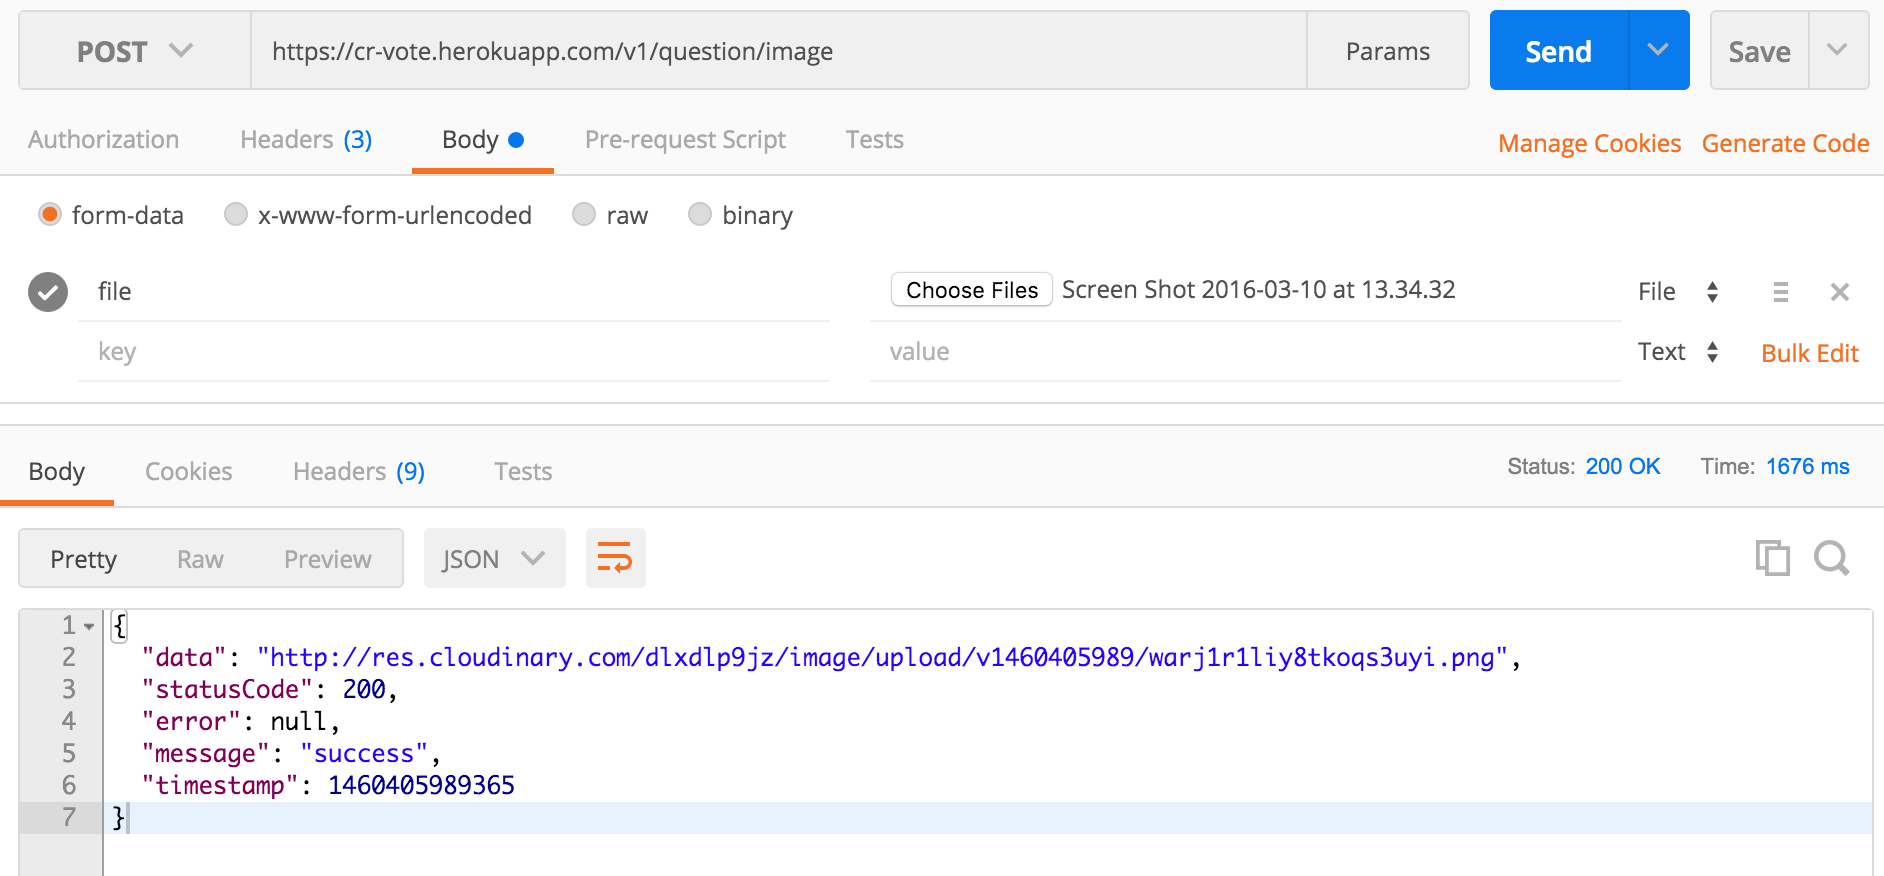 POST https://cr-vote.herokuapp.com/v1/question/image Params Send Save
Authorization Headers (3) Body Pre-request Script Tests Manage Cookies Generate Code
form-data x-www-form-urlencoded raw binary
file Choose Files Screen Shot 2016-03-10 at 13.34.32 File
key value Text Bulk Edit
Body Cookies Headers (9) Tests Status: 200 OK Time: 1676 ms
Pretty Raw Preview JSON
1 {
2 "data": "http://res.cloudinary.com/dlxdlp9jz/image/upload/v1460405989/warj1r1liy8tkoqs3uyi.png",
3 "statusCode": 200,
4 "error": null,
5 "message": "success",
6 "timestamp": 1460405989365
7 }